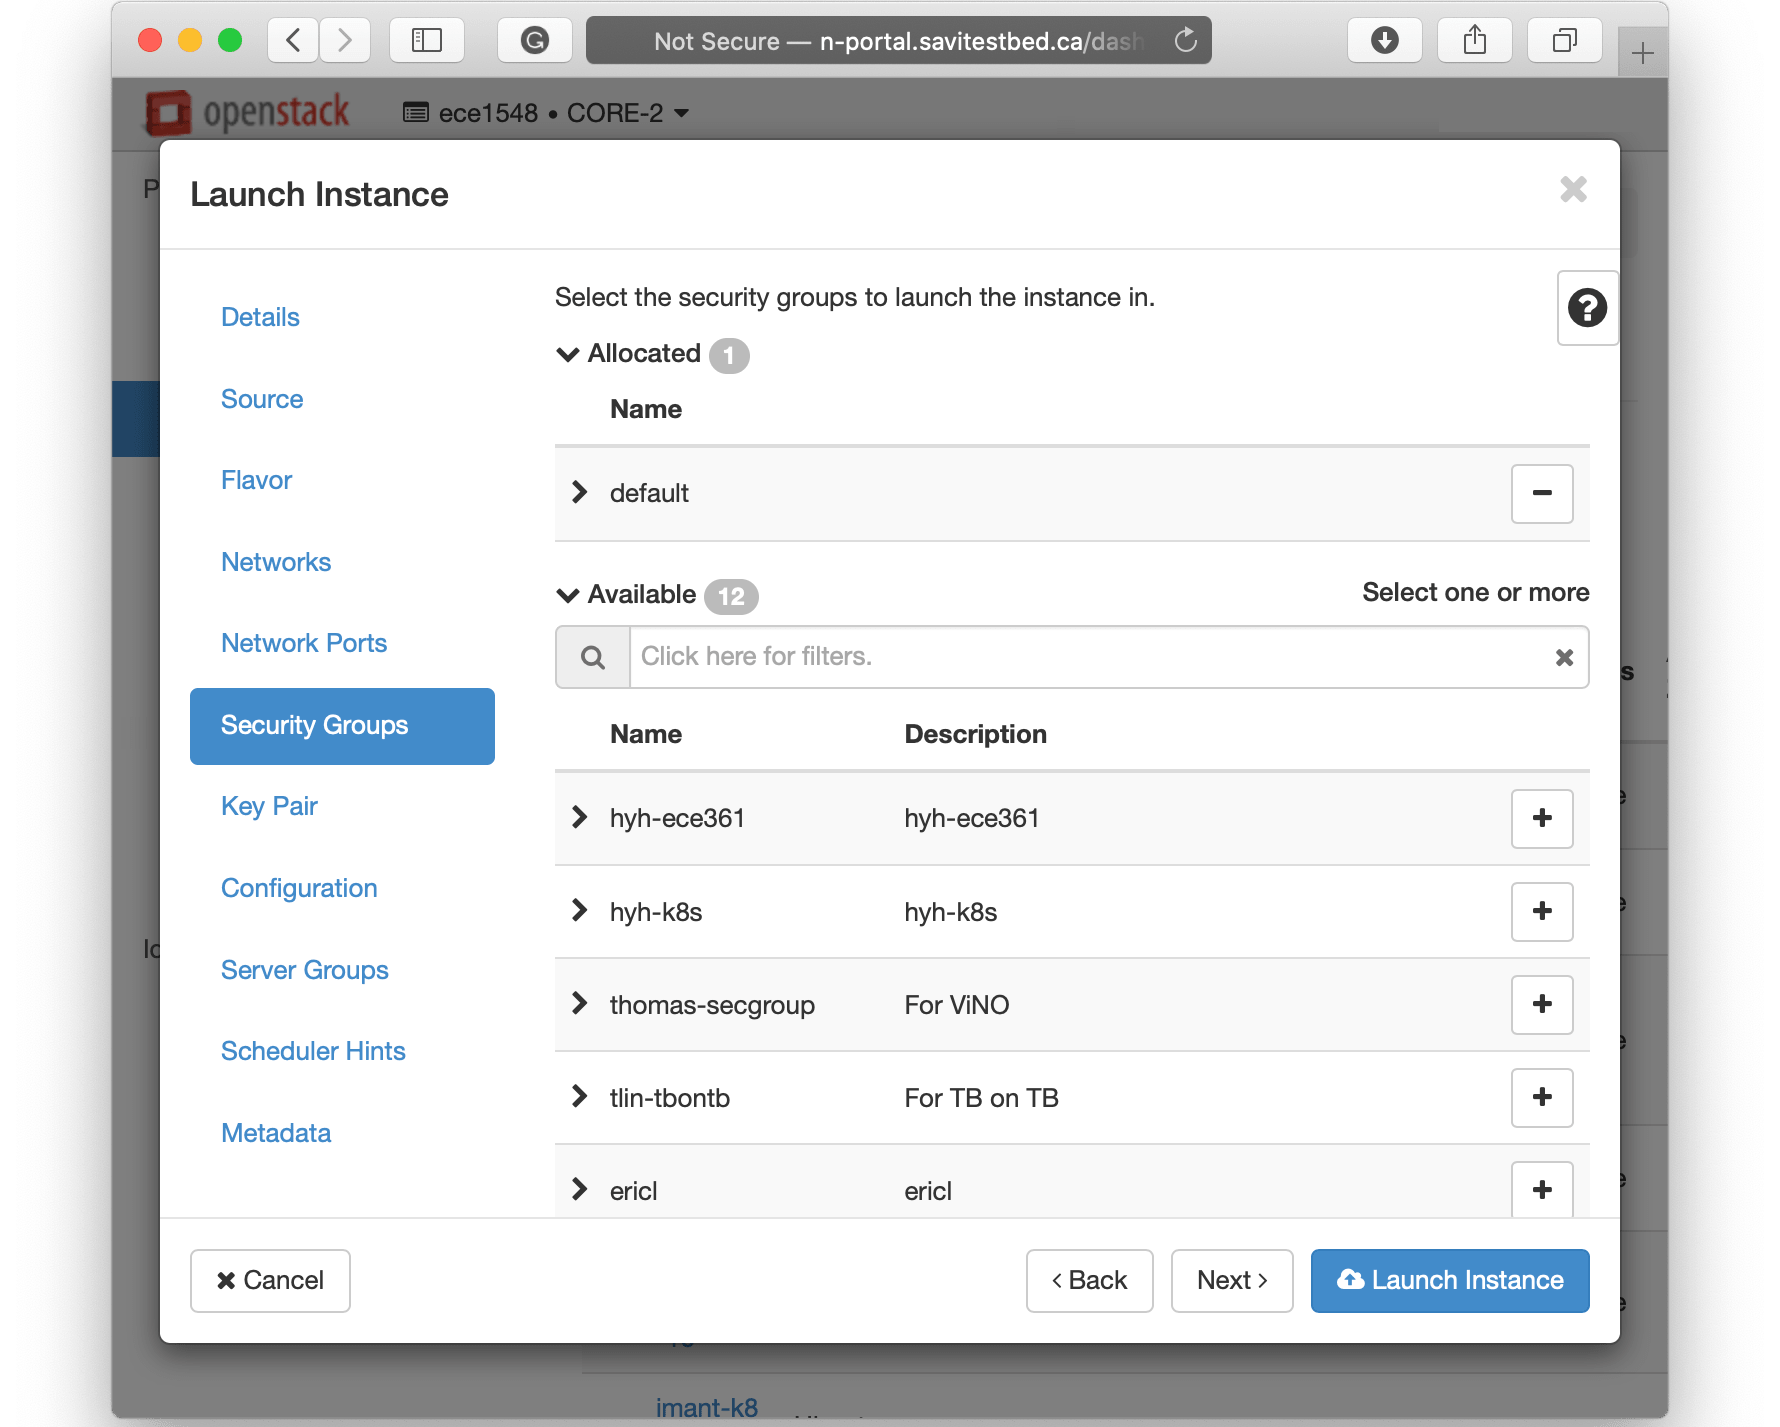 Not Secure — n-portal.savitestbed.ca/dash
openstack
ece1548 • CORE-2
Launch Instance
Details
Source
Flavor
Networks
Network Ports
Security Groups
Key Pair
Configuration
Server Groups
Scheduler Hints
Metadata
Select the security groups to launch the instance in.
Allocated 1
Name
default
Available 12
Select one or more
Click here for filters.
Name Description
hyh-ece361 hyh-ece361
hyh-k8s hyh-k8s
thomas-secgroup For ViNO
tlin-tbontb For TB on TB
ericl ericl
Cancel
‹ Back
Next ›
Launch Instance
imant-k8